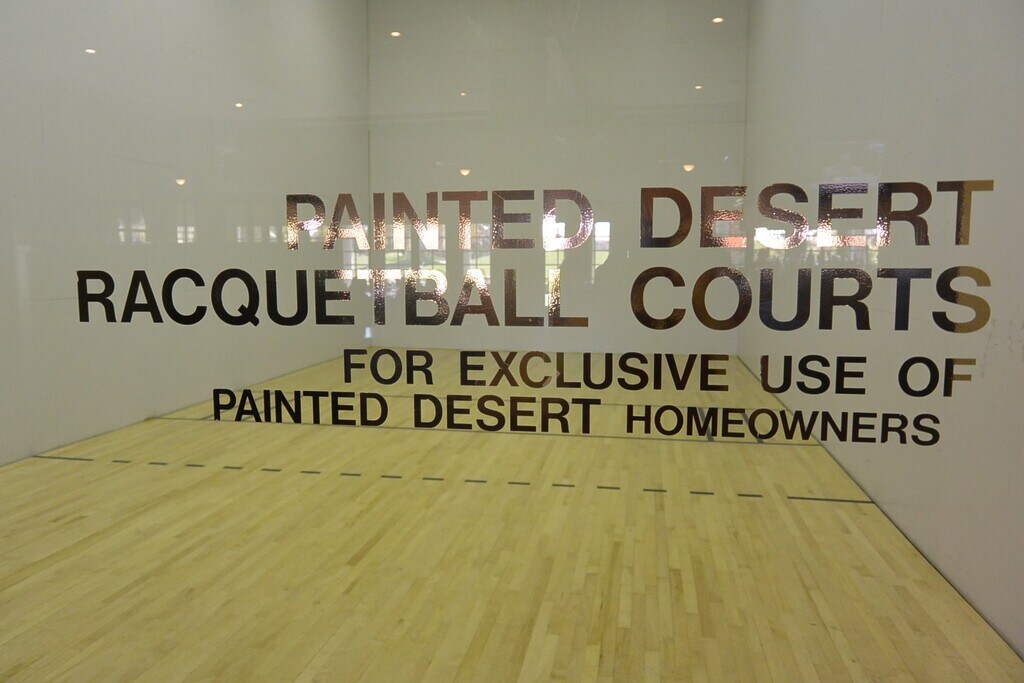 PAINTED DESERT
RACQUETBALL COURTS
FOR EXCLUSIVE USE OF
PAINTED DESERT HOMEOWNERS